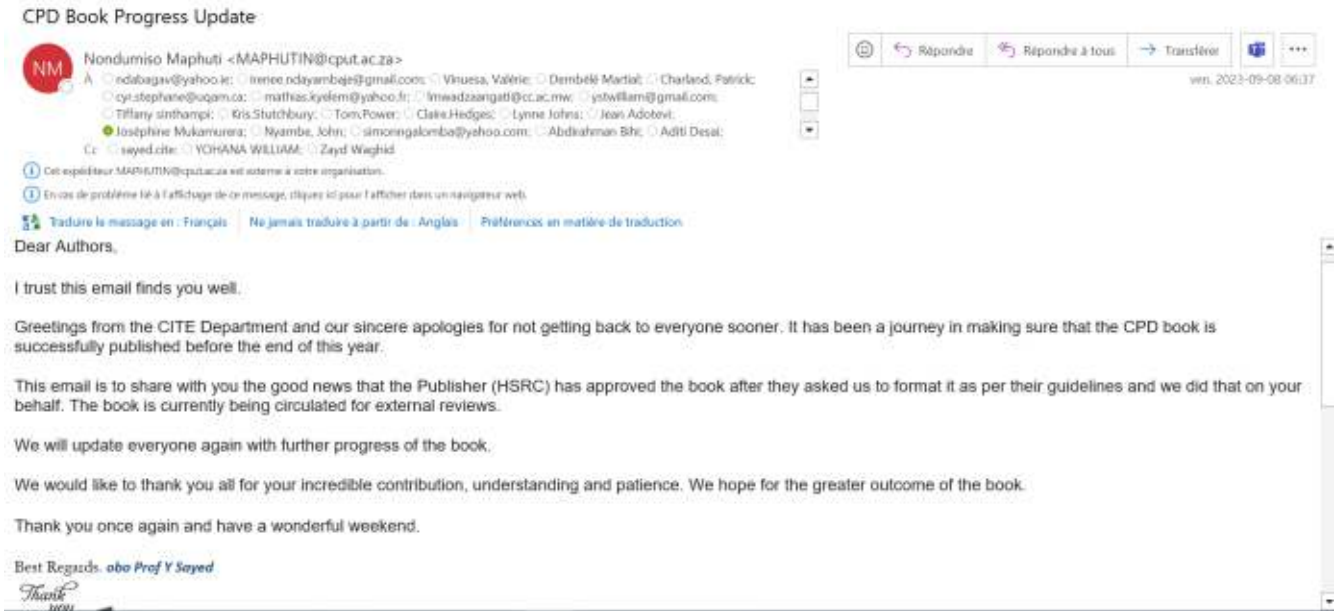 CPD Book Progress Update
NM
Nondumiso Maphuti <MAPHUTIN@cput.ac.za>
Répondre Répondre à tous Transférer
ven. 2023-09-08 06:37
À ndabagav@yahoo.ie; irenee.ndayambaje@gmail.com; Vinuesa, Valérie; Dembélé Martial; Charland, Patrick;
cyr.stephane@uqam.ca; mathias.kyelem@yahoo.fr; lmwadzaangati@cc.ac.mw; ystwilliam@gmail.com;
Tiffany sinthampi; Kris.Stutchbury; Tom.Power; Claire.Hedges; Lynne Johns; Jean Adotevi;
Joséphine Mukamurera; Nyambe, John; simonngalomba@yahoo.com; Abdirahman Bihi; Aditi Desai;
Cc sayed.cite; YOHANA WILLIAM; Zayd Waghid
Cet expéditeur MAPHUTIN@cput.ac.za est externe à votre organisation.
En cas de problème lié à l'affichage de ce message, cliquez ici pour l'afficher dans un navigateur web.
Traduire le message en : Français Ne jamais traduire à partir de : Anglais Préférences en matière de traduction
Dear Authors,
I trust this email finds you well.
Greetings from the CITE Department and our sincere apologies for not getting back to everyone sooner. It has been a journey in making sure that the CPD book is
successfully published before the end of this year.
This email is to share with you the good news that the Publisher (HSRC) has approved the book after they asked us to format it as per their guidelines and we did that on your
behalf. The book is currently being circulated for external reviews.
We will update everyone again with further progress of the book.
We would like to thank you all for your incredible contribution, understanding and patience. We hope for the greater outcome of the book.
Thank you once again and have a wonderful weekend.
Best Regards. obo Prof Y Sayed
Thank
you